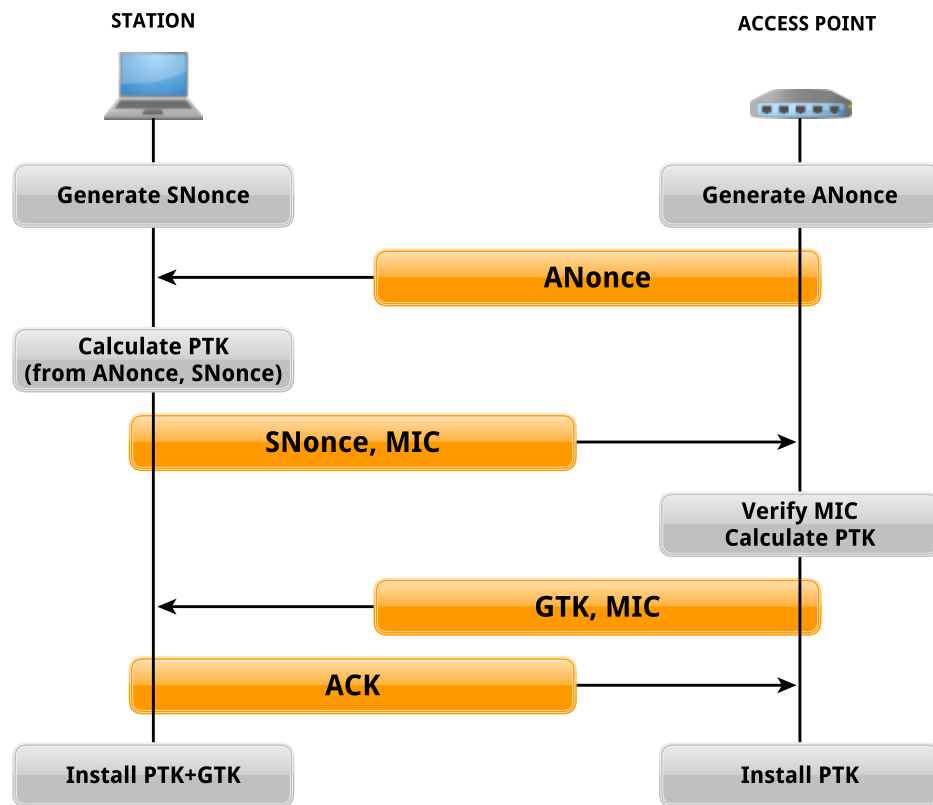 STATION
ACCESS POINT
Generate SNonce
Generate ANonce
ANonce
Calculate PTK
(from ANonce, SNonce)
SNonce, MIC
Verify MIC
Calculate PTK
GTK, MIC
ACK
Install PTK+GTK
Install PTK